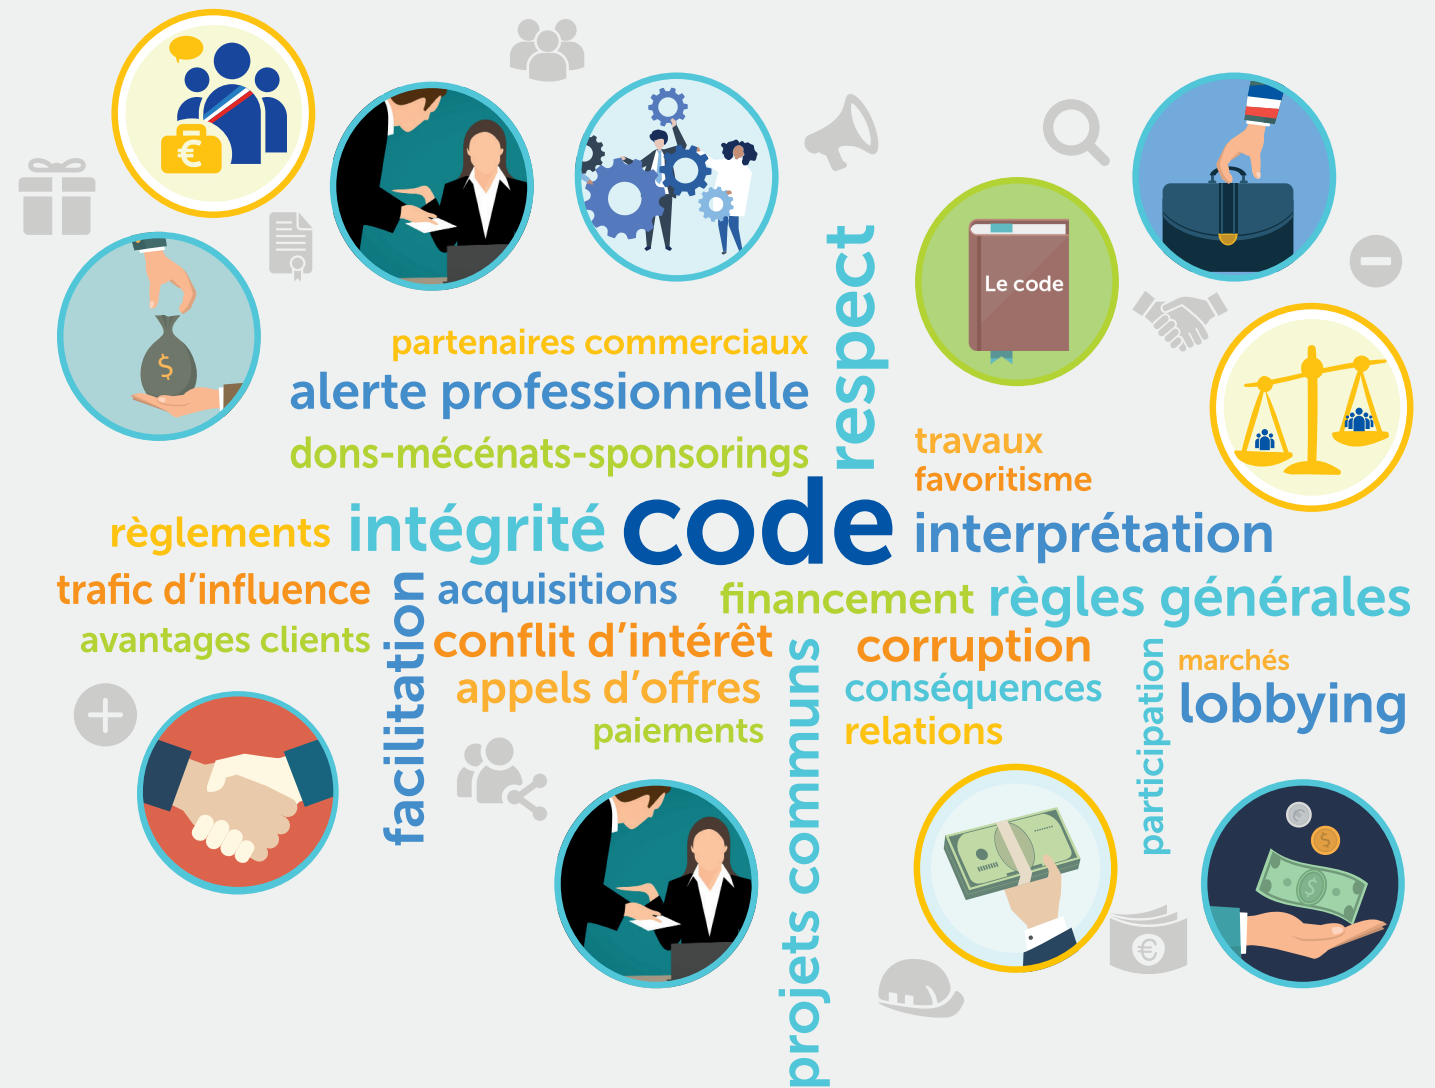 €
$
Le code
respect
partenaires commerciaux
alerte professionnelle
dons-mécénats-sponsorings
travaux
favoritisme
règlements
intégrité
code
interprétation
trafic d’influence
acquisitions
financement
règles générales
avantages clients
facilitation
conflit d’intérêt
corruption
marchés
appels d’offres
conséquences
lobbying
paiements
relations
participation
projets communs
€
$
$
€